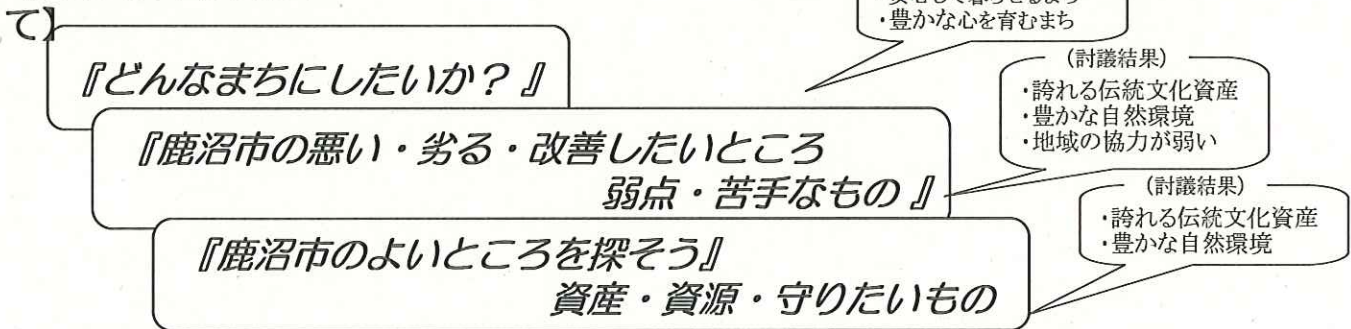 て】
・豊かな心を育むまち
『どんなまちにしたいか？』
(討議結果)
・誇れる伝統文化資産
・豊かな自然環境
・地域の協力が弱い
『鹿沼市の悪い・劣る・改善したいところ
弱点・苦手なもの』
(討議結果)
・誇れる伝統文化資産
・豊かな自然環境
『鹿沼市のよいところを探そう』
資産・資源・守りたいもの